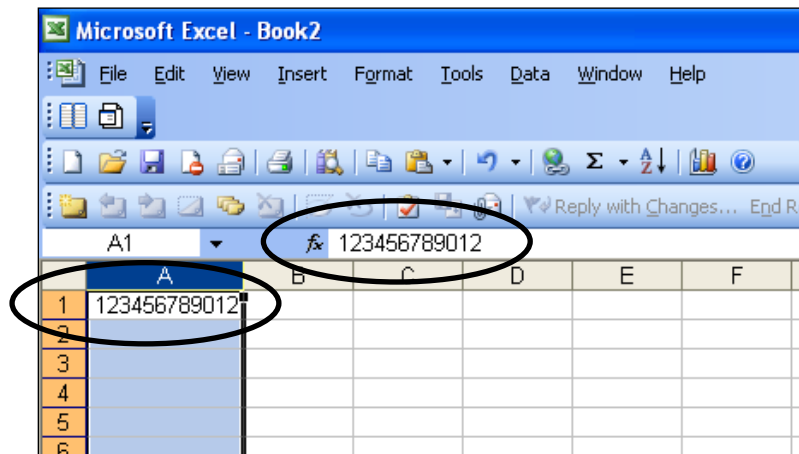 Microsoft Excel - Book2
File Edit View Insert Format Tools Data Window Help
Reply with Changes... End R
A1 fx 123456789012
A B C D E F
1 123456789012
2
3
4
5
6